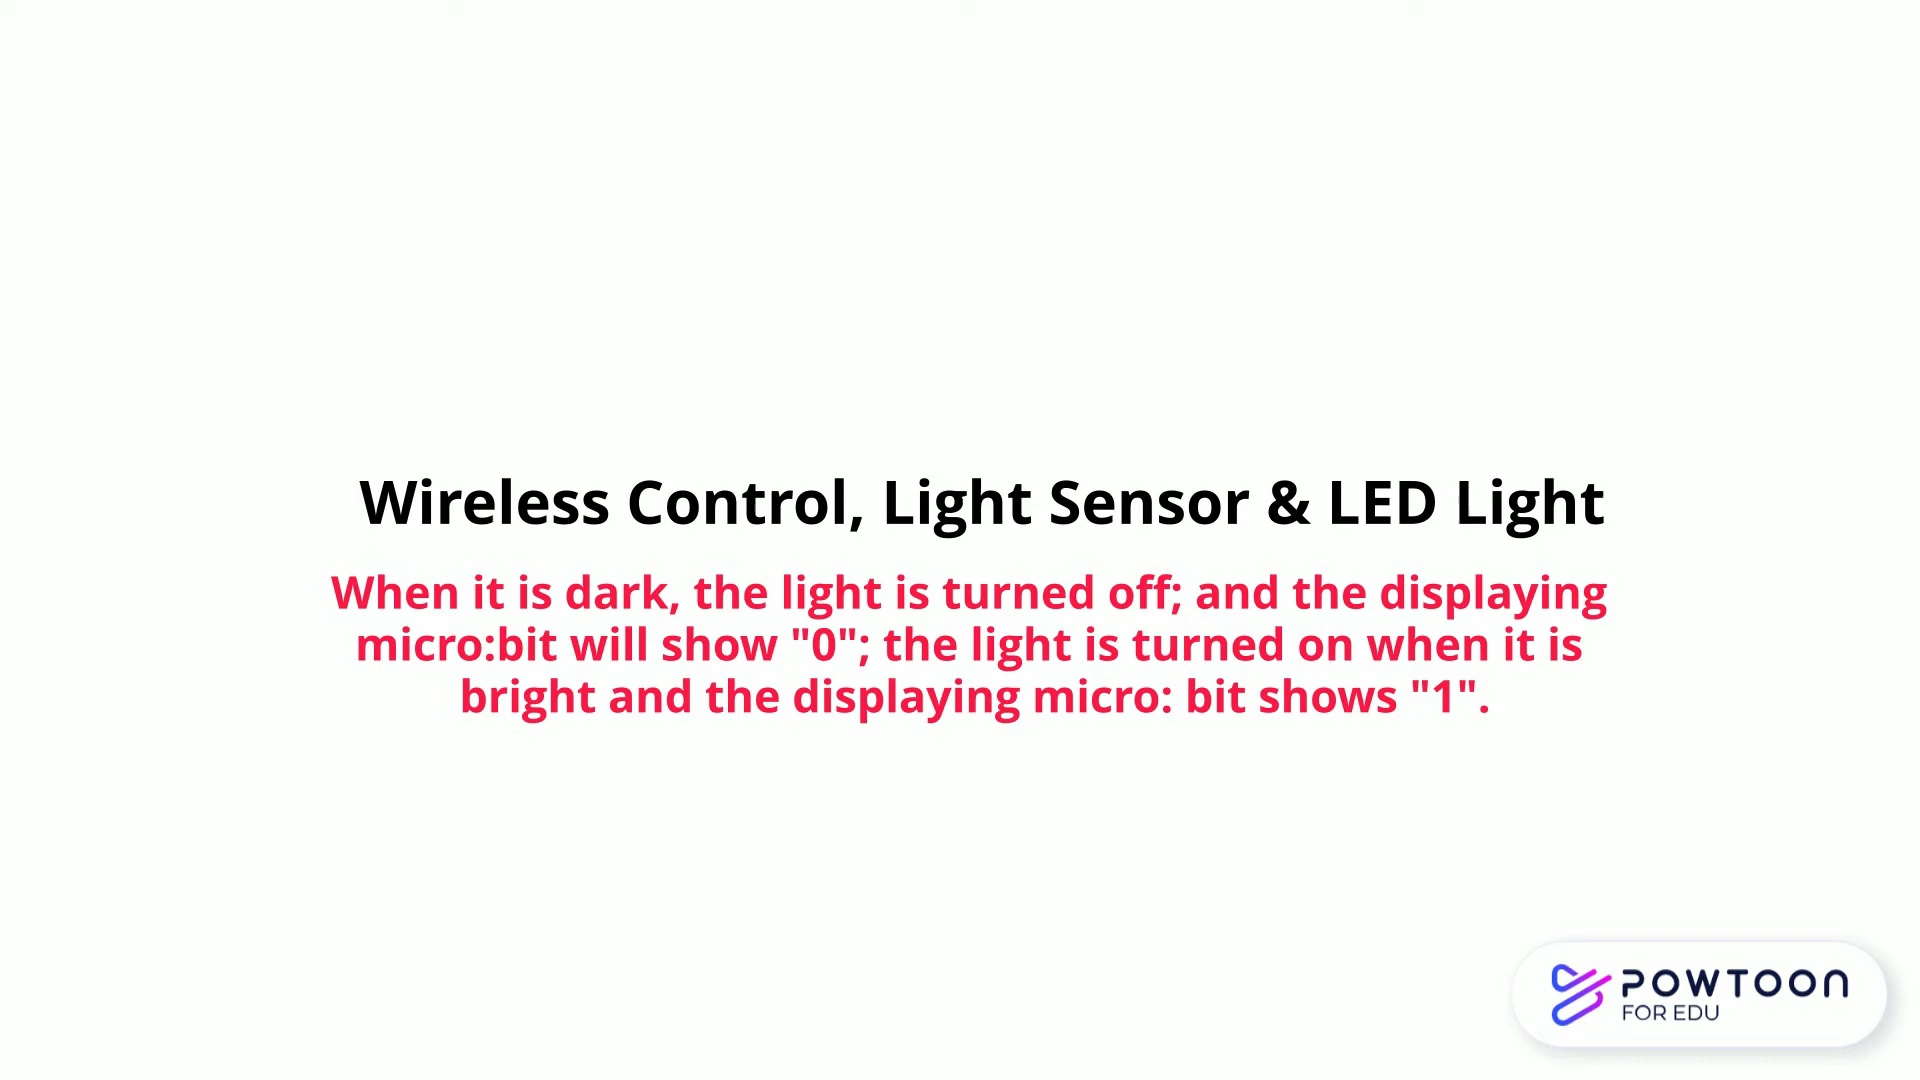 Wireless Control, Light Sensor & LED Light
When it is dark, the light is turned off; and the displaying
micro:bit will show "0"; the light is turned on when it is
bright and the displaying micro: bit shows "1".
POWTOON
FOR EDU